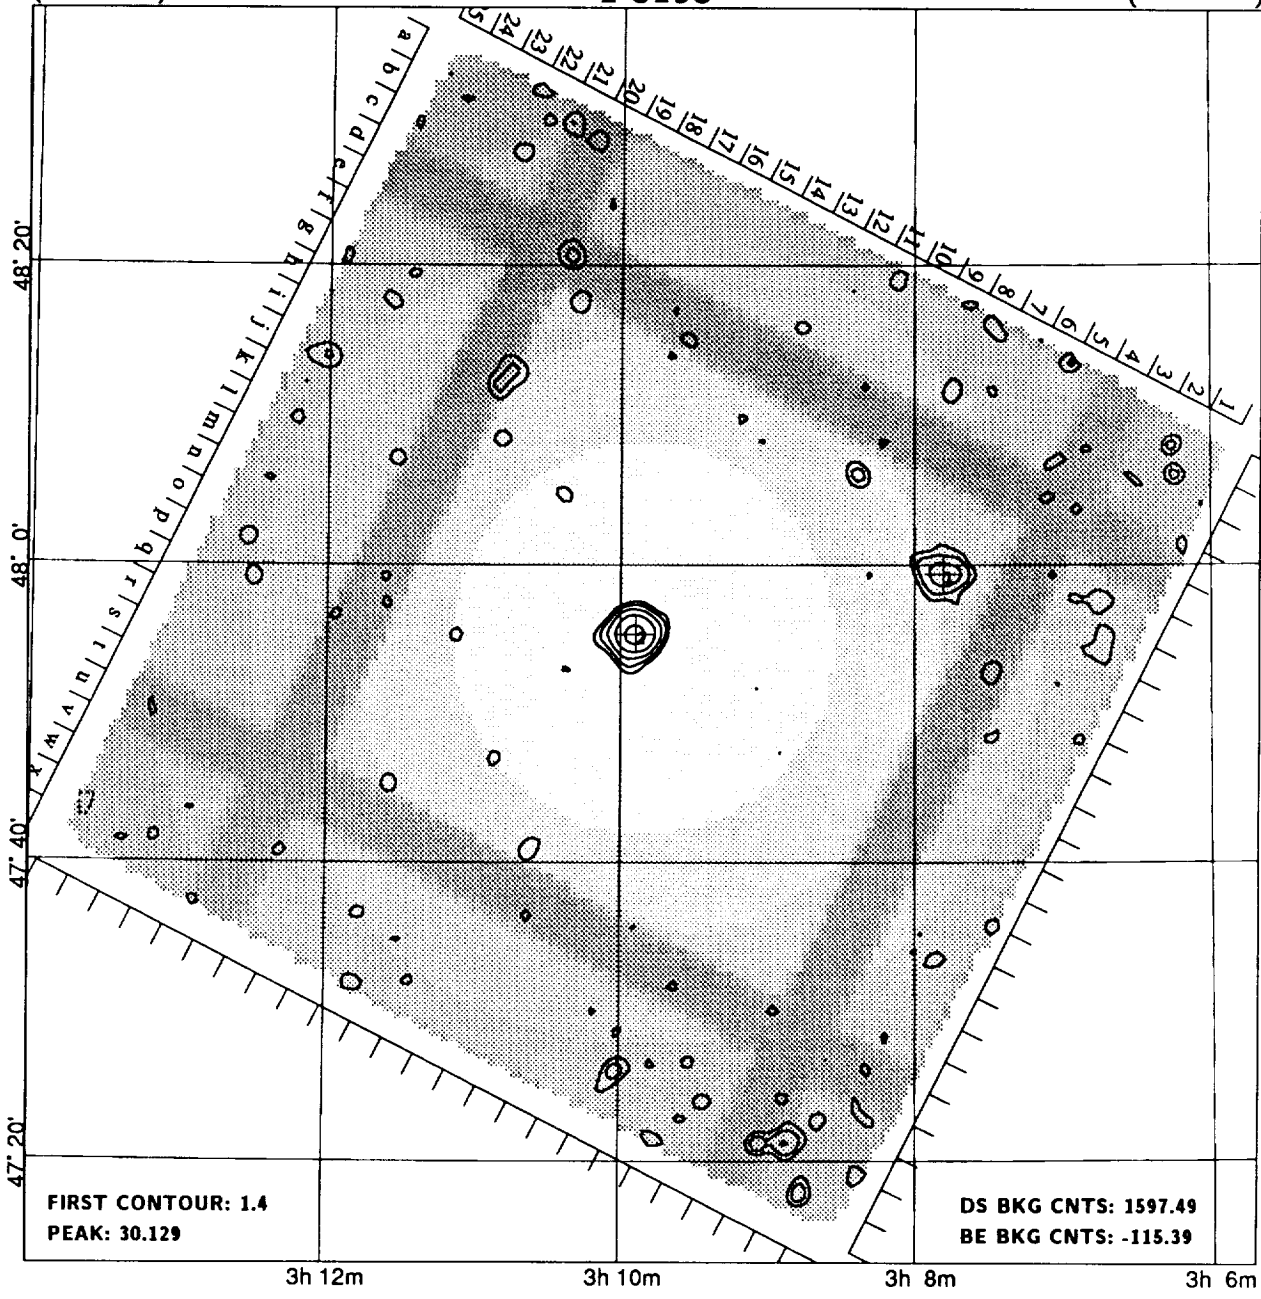 25 24 23 22 21 20 19 18 17 16 15 14 13 12 11 10 9 8 7 6 5 4 3 2 1
a b c d e f g h i j k l m n o p q r s t u v w x
48° 20'
48° 0'
47° 40'
47° 20'
FIRST CONTOUR: 1.4
PEAK: 30.129
DS BKG CNTS: 1597.49
BE BKG CNTS: -115.39
3h 12m
3h 10m
3h 8m
3h 6m